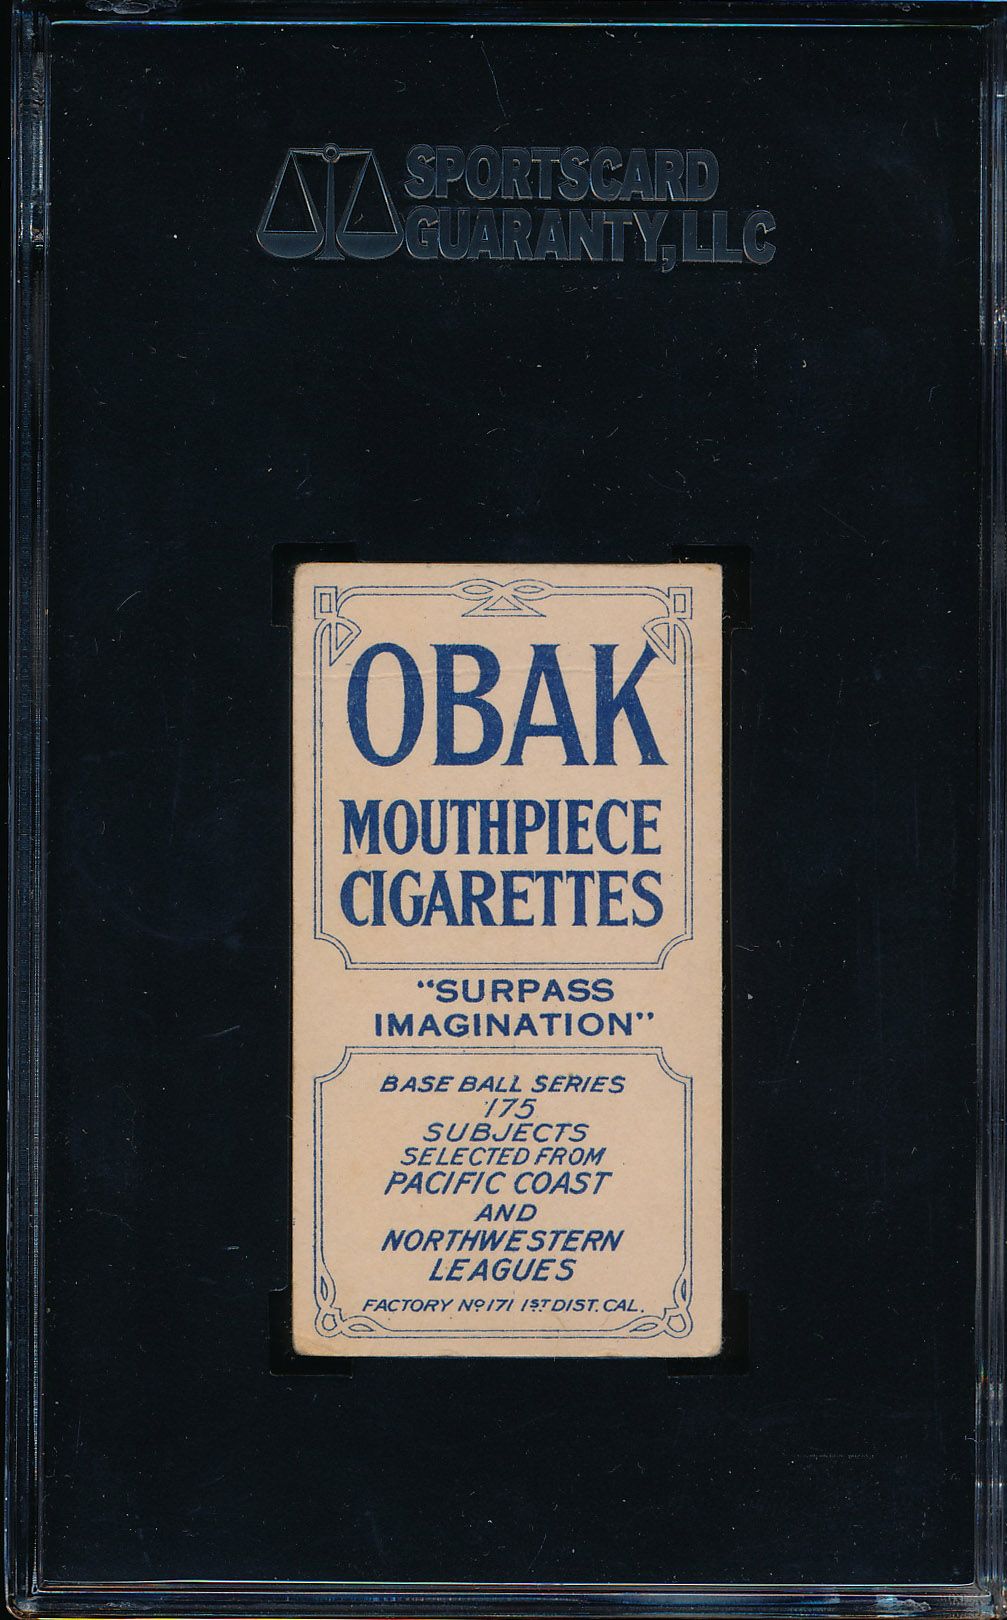 SPORTSCARD
GUARANTY, LLC
OBAK
MOUTHPIECE
CIGARETTES
"SURPASS
IMAGINATION"
BASE BALL SERIES
175
SUBJECTS
SELECTED FROM
PACIFIC COAST
AND
NORTHWESTERN
LEAGUES
FACTORY Nº 171 1ST DIST. CAL.